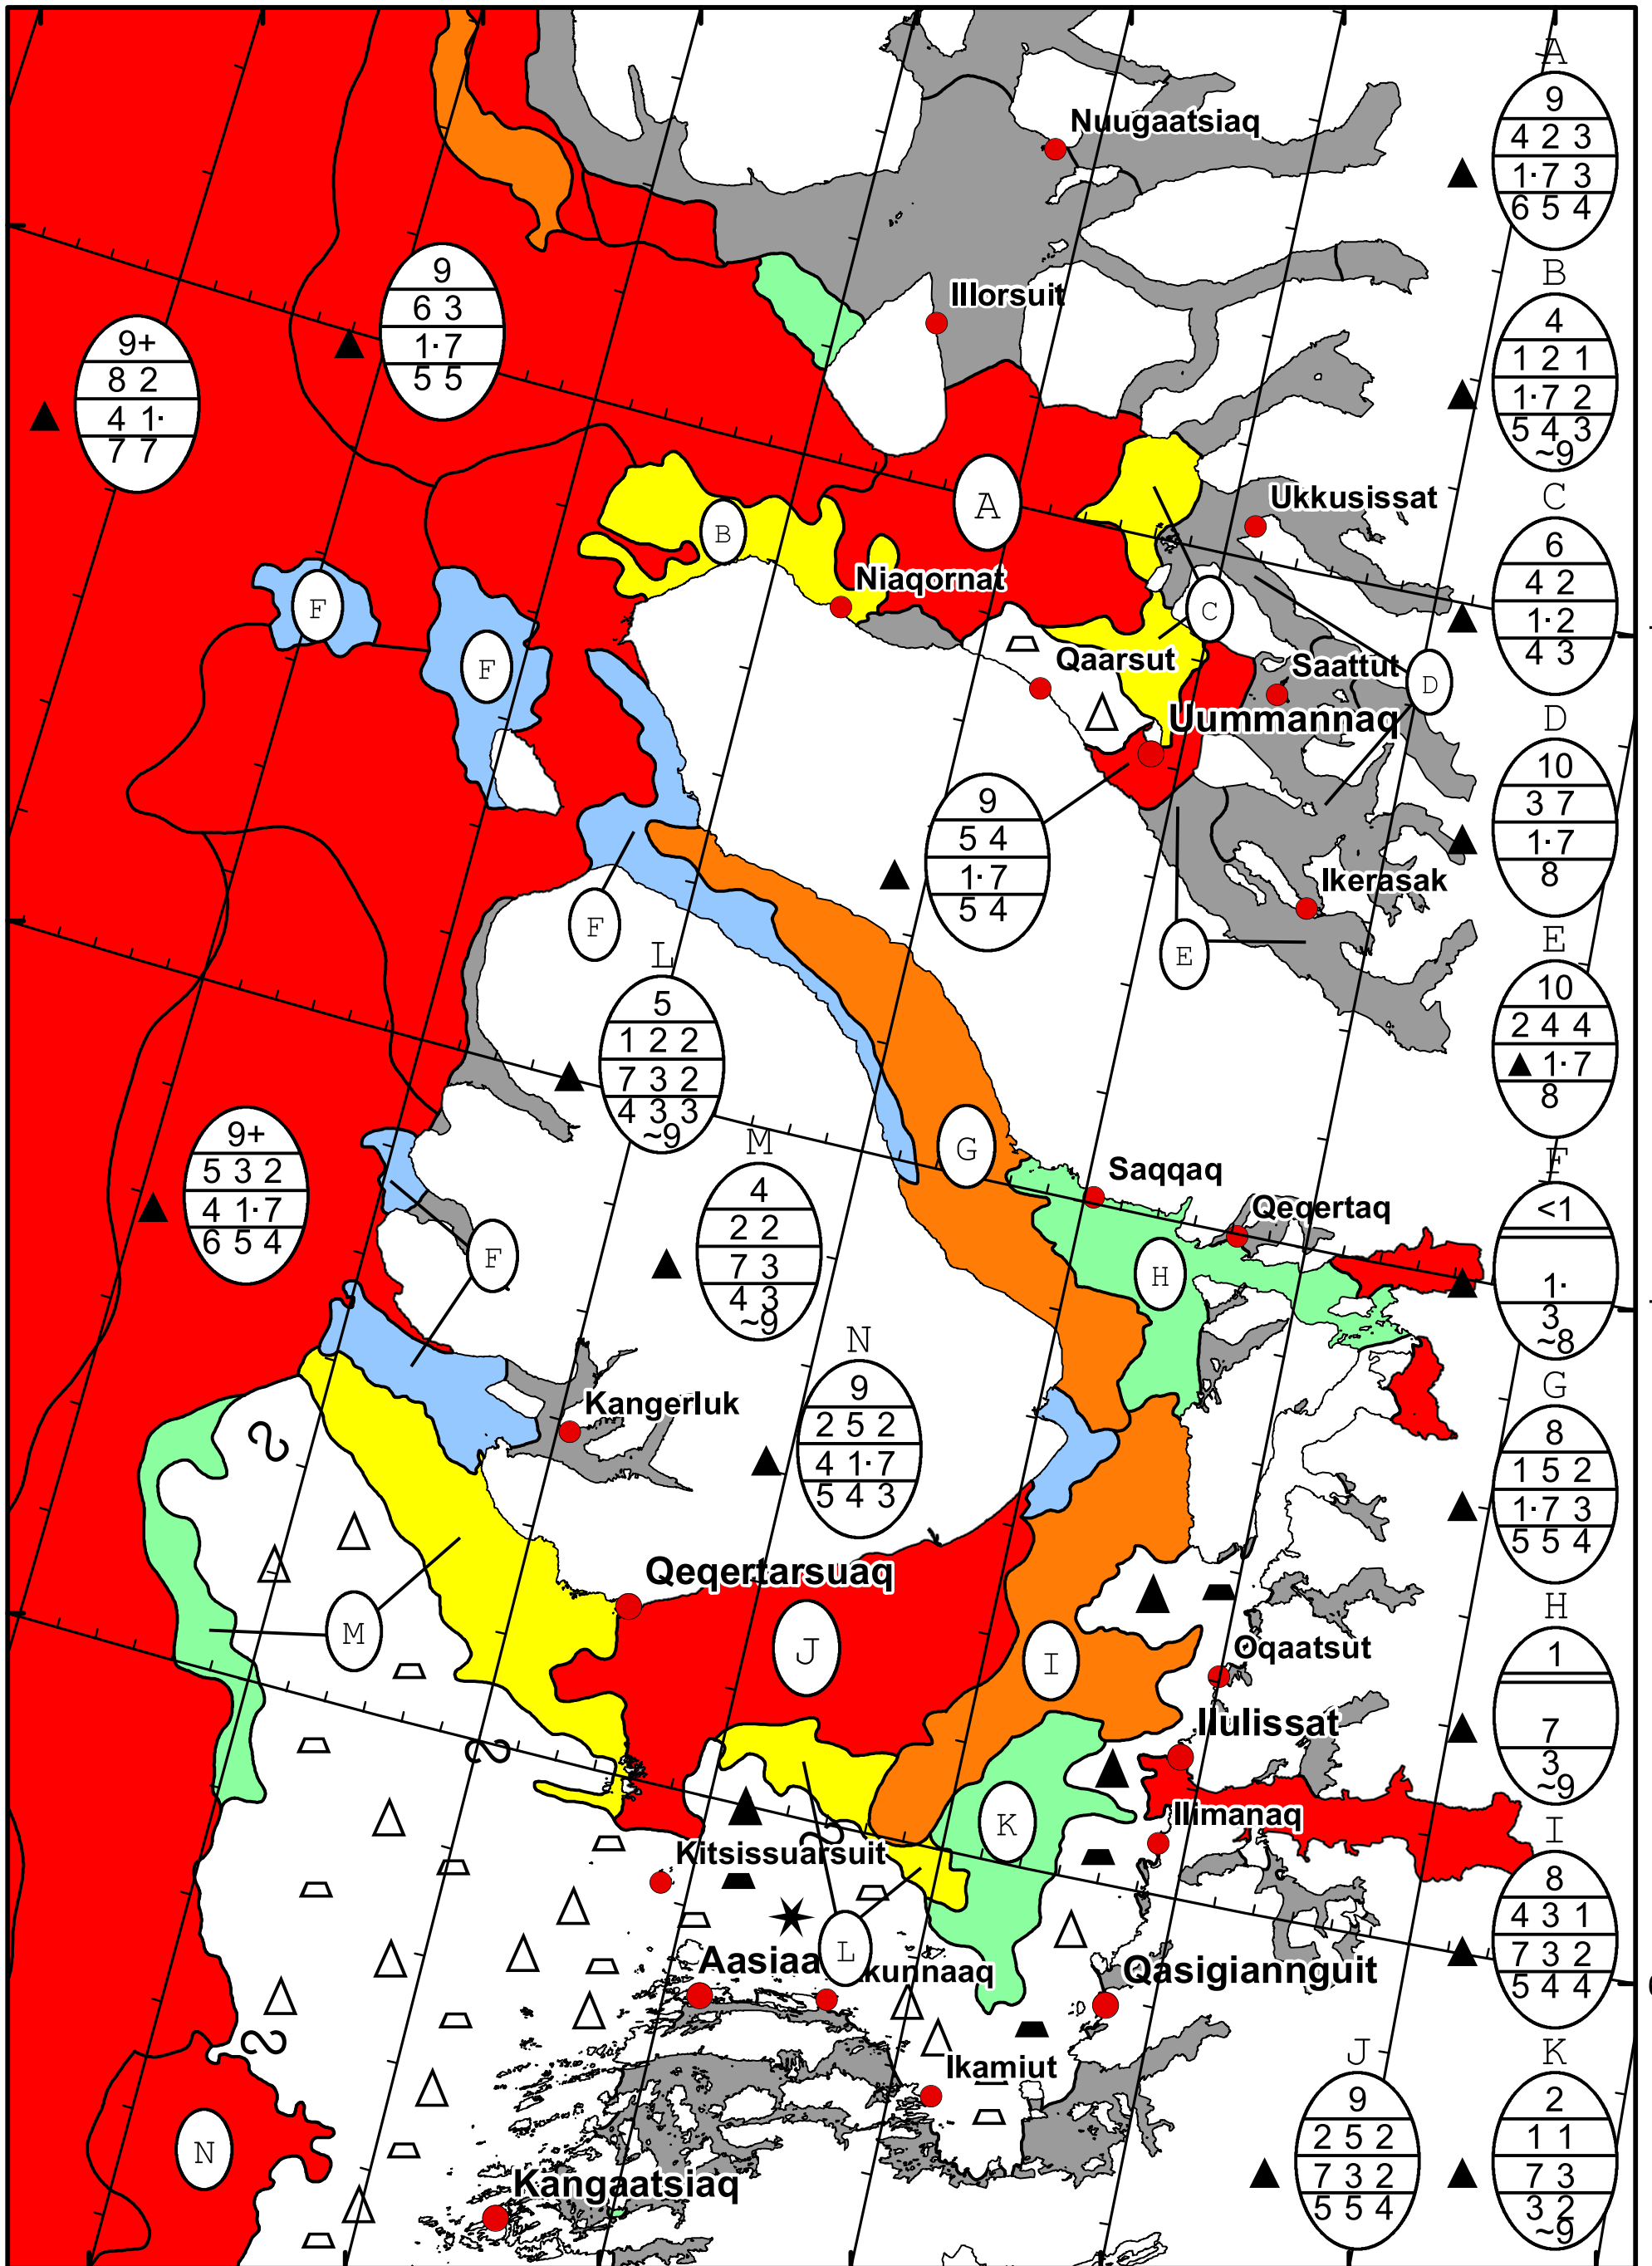 A
9
4 2 3
1· 7 3
6 5 4
Nuugaatsiaq
9
6 3
1· 7
5 5
Illorsuit
B
4
1 2 1
1· 7 2
5 4 3
~9
9+
8 2
4 1·
7 7
A
B
Ukkusissat
C
6
4 2
1· 2
4 3
Niaqornat
F
F
C
Qaarsut
Saattut
D
Uummannaq
D
10
3 7
1· 7
8
9
5 4
1· 7
5 4
Ikerasak
F
E
E
10
2 4 4
▲ 1· 7
8
L
5
1 2 2
7 3 2
4 3 3
~9
9+
5 3 2
4 1· 7
6 5 4
M
4
2 2
7 3
4 3
~9
G
Saqqaq
Qeqertaq
F
<1
1·
3
~8
F
H
N
9
2 5 2
4 1· 7
5 4 3
Kangerluk
G
8
1 5 2
1· 7 3
5 5 4
Qeqertarsuaq
M
J
I
Oqaatsut
H
1
7
3
~9
Ilulissat
K
Ilimanaq
Kitsissuarsuit
I
8
4 3 1
7 3 2
5 4 4
L
Aasiaa
kunnaaq
Qasigiannguit
Ikamiut
N
Kangaatsiaq
J
9
2 5 2
7 3 2
5 5 4
K
2
1 1
7 3
3 2
~9